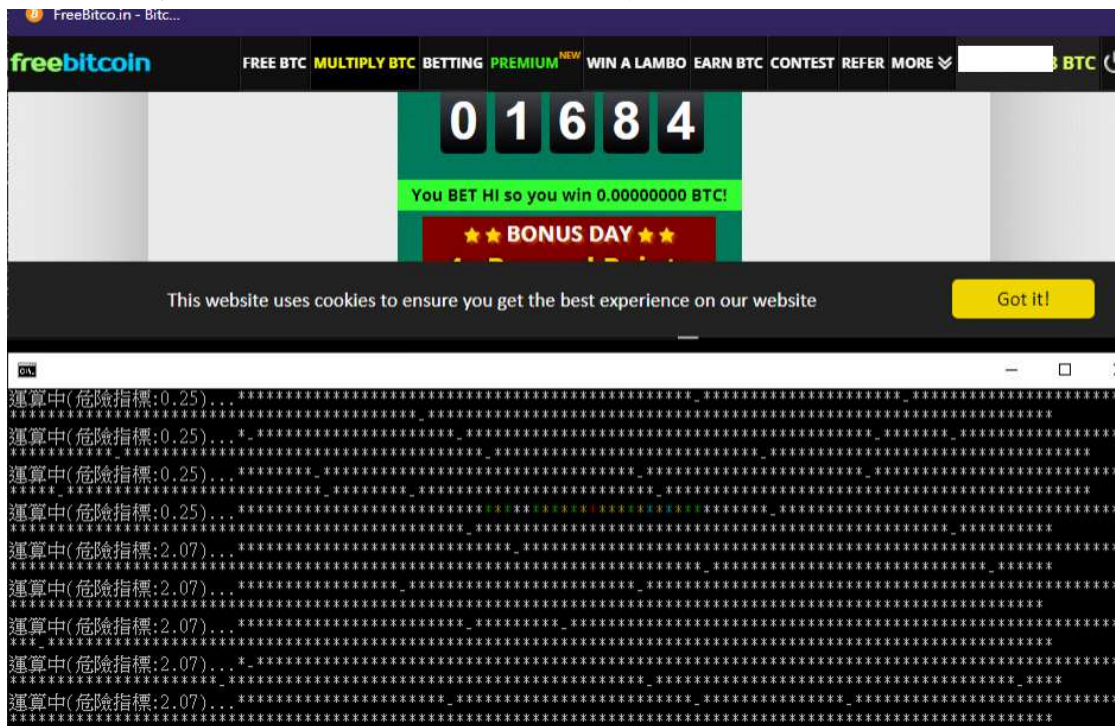 FreeBitco.in - Bitc...
freebitcoin FREE BTC MULTIPLY BTC BETTING PREMIUM NEW WIN A LAMBO EARN BTC CONTEST REFER MORE BTC
0 1 6 8 4
You BET HI so you win 0.00000000 BTC!
★ ★ BONUS DAY ★ ★
This website uses cookies to ensure you get the best experience on our website Got it!
運算中(危險指標:0.25)...
運算中(危險指標:0.25)...
運算中(危險指標:0.25)...
運算中(危險指標:0.25)...
運算中(危險指標:2.07)...
運算中(危險指標:2.07)...
運算中(危險指標:2.07)...
運算中(危險指標:2.07)...
運算中(危險指標:2.07)...